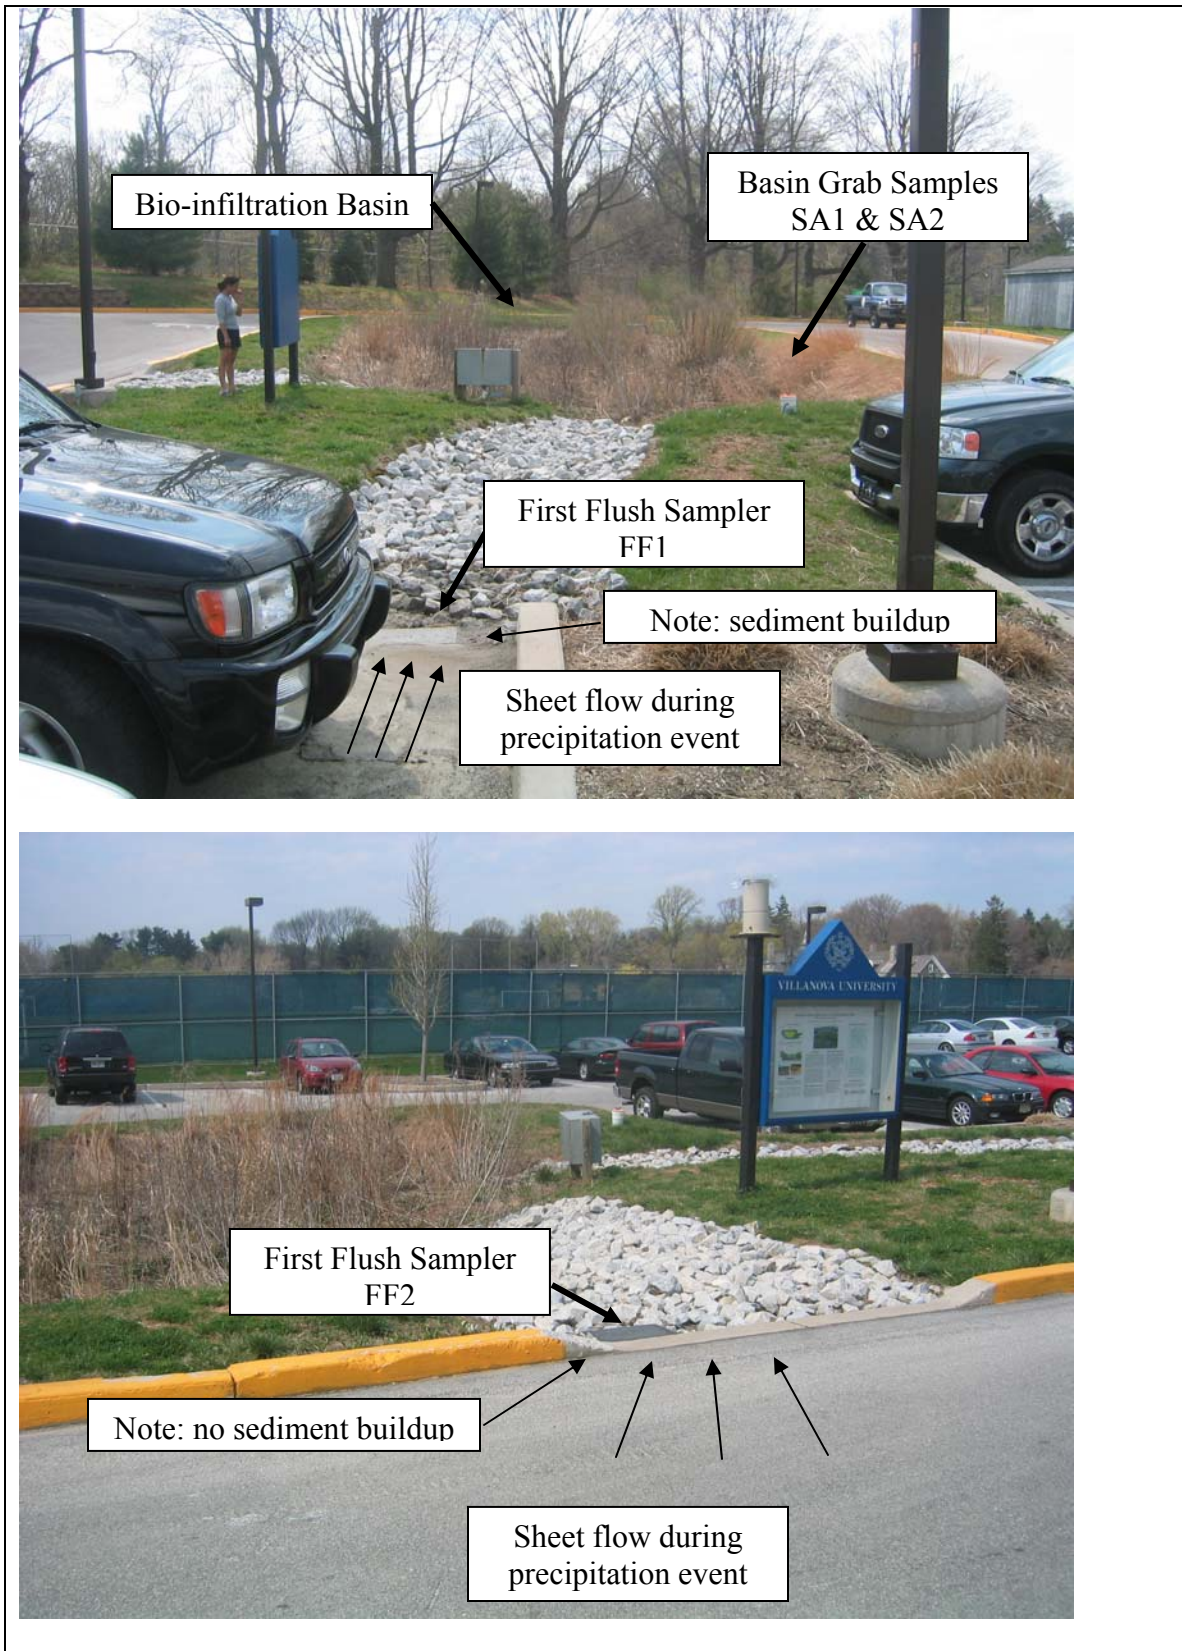 Bio-infiltration Basin
Basin Grab Samples
SA1 & SA2
First Flush Sampler
FF1
Note: sediment buildup
Sheet flow during
precipitation event
VILLANOVA UNIVERSITY
First Flush Sampler
FF2
Note: no sediment buildup
Sheet flow during
precipitation event